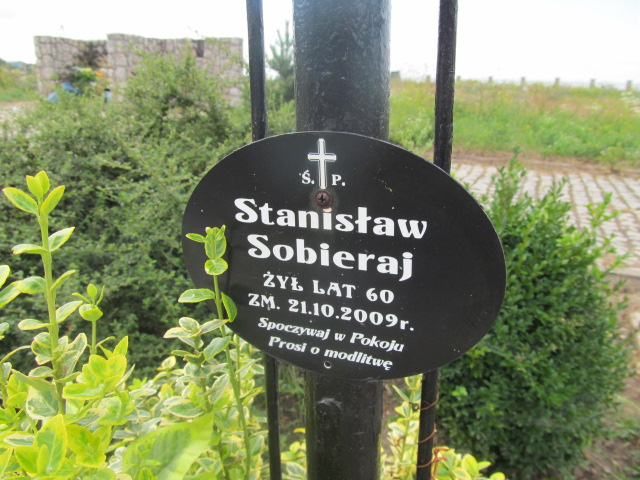 Ś. P.
Stanisław
Sobieraj
ŻYŁ LAT 60
ZM. 21.10.2009r.
Spoczywaj w Pokoju
Prosi o modlitwę